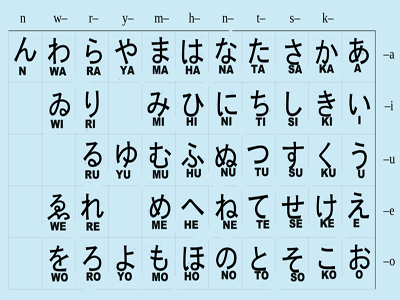 n w– r– y– m– h– n– t– s– k–
ん わ ら や ま は な た さ か あ –a
N WA RA YA MA HA NA TA SA KA A
ゐ り み ひ に ち し き い –i
WI RI MI HI NI TI SI KI I
る ゆ む ふ ぬ つ す く う –u
RU YU MU HU NU TU SU KU U
ゑ れ め へ ね て せ け え –e
WE RE ME HE NE TE SE KE E
を ろ よ も ほ の と そ こ お –o
WO RO YO MO HO NO TO SO KO O